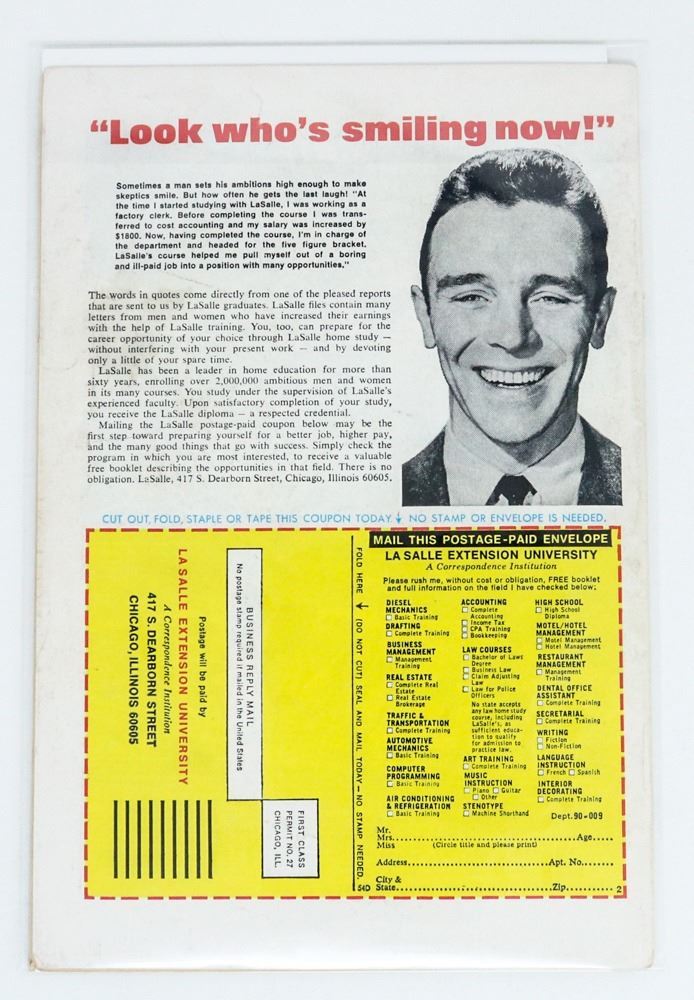 “Look who’s smiling now!”
Sometimes a man sets his ambitions high enough to make
skeptics smile. But how often he gets the last laugh! “At
the time I started studying with LaSalle, I was working as a
factory clerk. Before completing the course I was trans-
ferred to cost accounting and my salary was increased by
$1800. Now, having completed the course, I’m in charge of
the department and headed for the five figure bracket.
LaSalle’s course helped me pull myself out of a boring
and ill-paid job into a position with many opportunities.”
The words in quotes come directly from one of the pleased reports
that are sent to us by LaSalle graduates. LaSalle files contain many
letters from men and women who have increased their earnings
with the help of LaSalle training. You, too, can prepare for the
career opportunity of your choice through LaSalle home study —
without interfering with your present work — and by devoting
only a little of your spare time.
LaSalle has been a leader in home education for more than
sixty years, enrolling over 2,000,000 ambitious men and women
in its many courses. You study under the supervision of LaSalle’s
experienced faculty. Upon satisfactory completion of your study,
you receive the LaSalle diploma — a respected credential.
Mailing the LaSalle postage-paid coupon below may be the
first step toward preparing yourself for a better job, higher pay,
and the many good things that go with success. Simply check the
program in which you are most interested, to receive a valuable
free booklet describing the opportunities in that field. There is no
obligation. LaSalle, 417 S. Dearborn Street, Chicago, Illinois 60605.
CUT OUT, FOLD, STAPLE OR TAPE THIS COUPON TODAY ↓ NO STAMP OR ENVELOPE IS NEEDED.
FIRST CLASS
PERMIT NO. 27
CHICAGO, ILL.
BUSINESS REPLY MAIL
No postage stamp required if mailed in the United States
Postage will be paid by
LA SALLE EXTENSION UNIVERSITY
A Correspondence Institution
417 S. DEARBORN STREET
CHICAGO, ILLINOIS 60605
FOLD HERE → (DO NOT CUT) SEAL AND MAIL TODAY — NO STAMP NEEDED.
54D
MAIL THIS POSTAGE-PAID ENVELOPE
LA SALLE EXTENSION UNIVERSITY
A Correspondence Institution
Please rush me, without cost or obligation, FREE booklet
and full information on the field I have checked below:
DIESEL
MECHANICS
☐ Basic Training
DRAFTING
☐ Complete Training
BUSINESS
MANAGEMENT
☐ Management
Training
REAL ESTATE
☐ Complete Real
Estate
☐ Real Estate
Brokerage
TRAFFIC &
TRANSPORTATION
☐ Complete Training
AUTOMOTIVE
MECHANICS
☐ Basic Training
COMPUTER
PROGRAMMING
☐ Basic Training
AIR CONDITIONING
& REFRIGERATION
☐ Basic Training
ACCOUNTING
☐ Complete
Accounting
☐ Income Tax
☐ CPA Training
☐ Bookkeeping
LAW COURSES
☐ Bachelor of Laws
Degree
☐ Business Law
☐ Claim Adjusting
Law
☐ Law for Police
Officers
No state accepts
any law home study
course, including
LaSalle’s, as
sufficient educa-
tion to qualify
for admission to
practice law.
ART TRAINING
☐ Complete Training
MUSIC
INSTRUCTION
☐ Piano ☐ Guitar
☐ Other
STENOTYPE
☐ Machine Shorthand
HIGH SCHOOL
☐ High School
Diploma
MOTEL/HOTEL
MANAGEMENT
☐ Motel Management
☐ Hotel Management
RESTAURANT
MANAGEMENT
☐ Management
Training
DENTAL OFFICE
ASSISTANT
☐ Complete Training
SECRETARIAL
☐ Complete Training
WRITING
☐ Fiction
☐ Non-Fiction
LANGUAGE
INSTRUCTION
☐ French ☐ Spanish
INTERIOR
DECORATING
☐ Complete Training
Dept. 90-009
Mr.
Mrs. Age
Miss (Circle title and please print)
Address Apt. No.
City &
State Zip 2